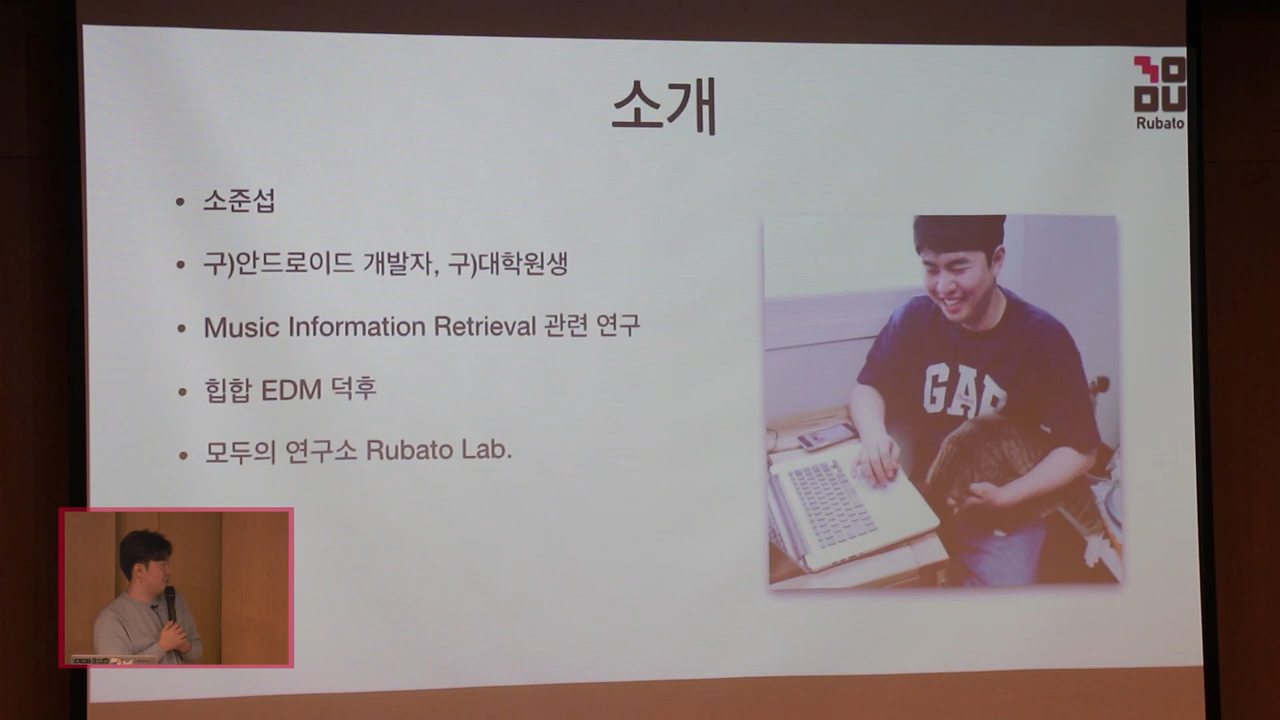 소개
MO
DU
Rubato
• 소준섭
• 구)안드로이드 개발자, 구)대학원생
• Music Information Retrieval 관련 연구
• 힙합 EDM 덕후
• 모두의 연구소 Rubato Lab.
GAP